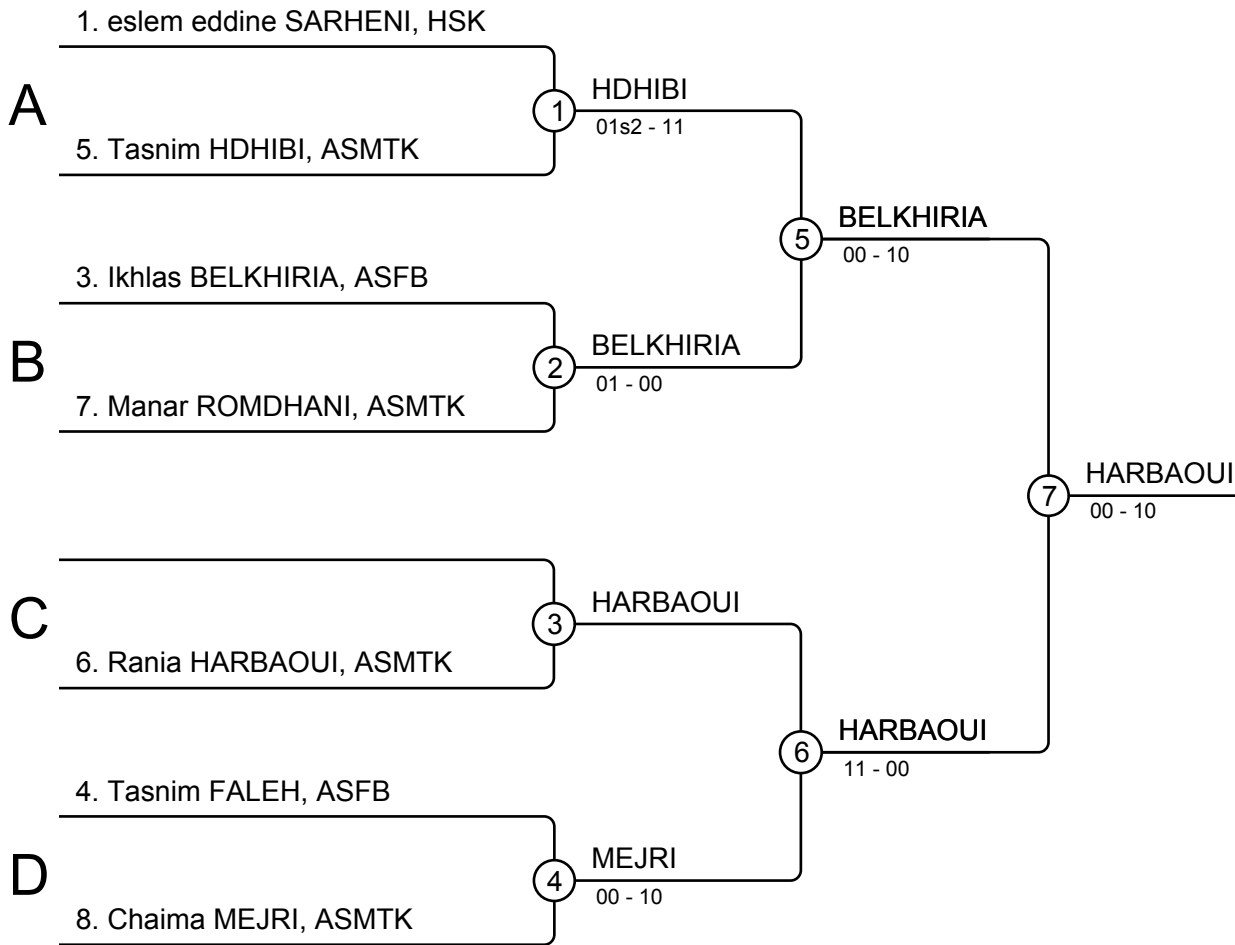 1. eslem eddine SARHENI, HSK
A
1
HDHIBI
01s2 - 11
5. Tasnim HDHIBI, ASMTK
5
BELKHIRIA
00 - 10
3. Ikhlas BELKHIRIA, ASFB
B
2
BELKHIRIA
01 - 00
7. Manar ROMDHANI, ASMTK
7
HARBAOUI
00 - 10
C
3
HARBAOUI
6. Rania HARBAOUI, ASMTK
6
HARBAOUI
11 - 00
4. Tasnim FALEH, ASFB
D
4
MEJRI
00 - 10
8. Chaima MEJRI, ASMTK